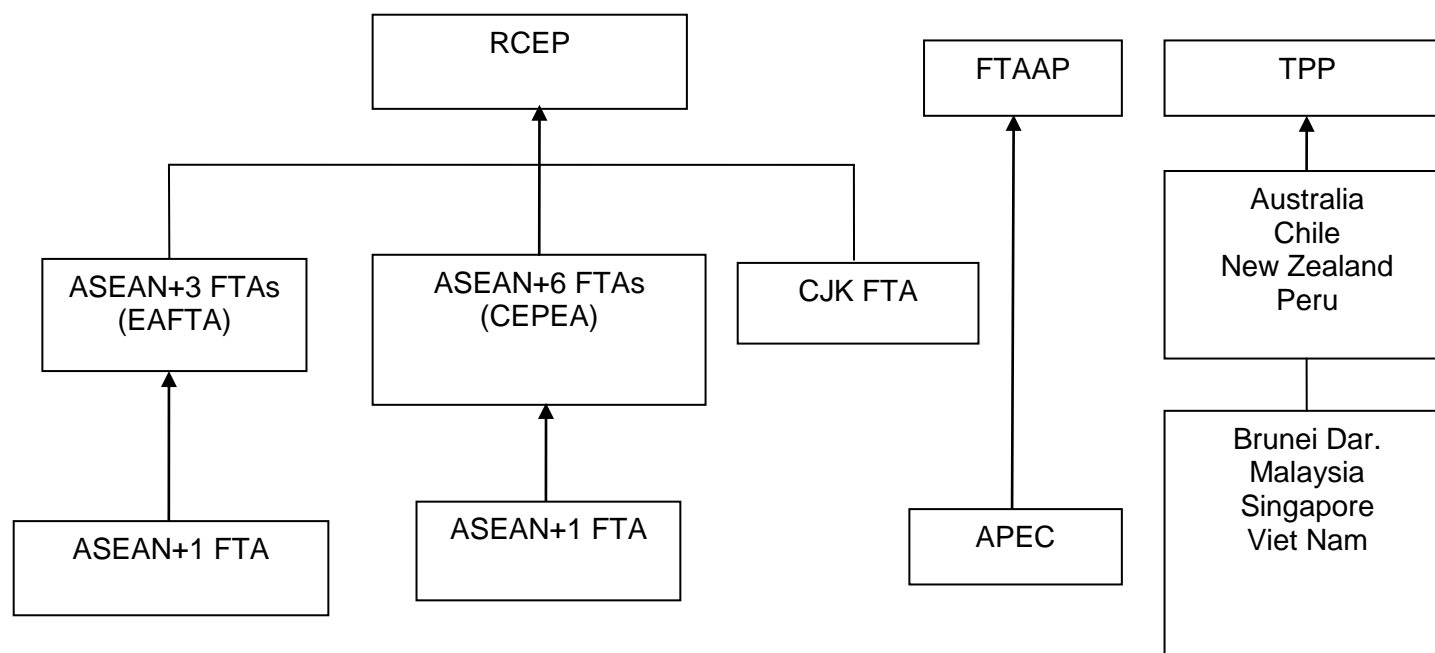 RCEP
FTAAP
TPP
Australia
Chile
New Zealand
Peru
ASEAN+3 FTAs
(EAFTA)
ASEAN+6 FTAs
(CEPEA)
CJK FTA
Brunei Dar.
Malaysia
Singapore
Viet Nam
ASEAN+1 FTA
ASEAN+1 FTA
APEC